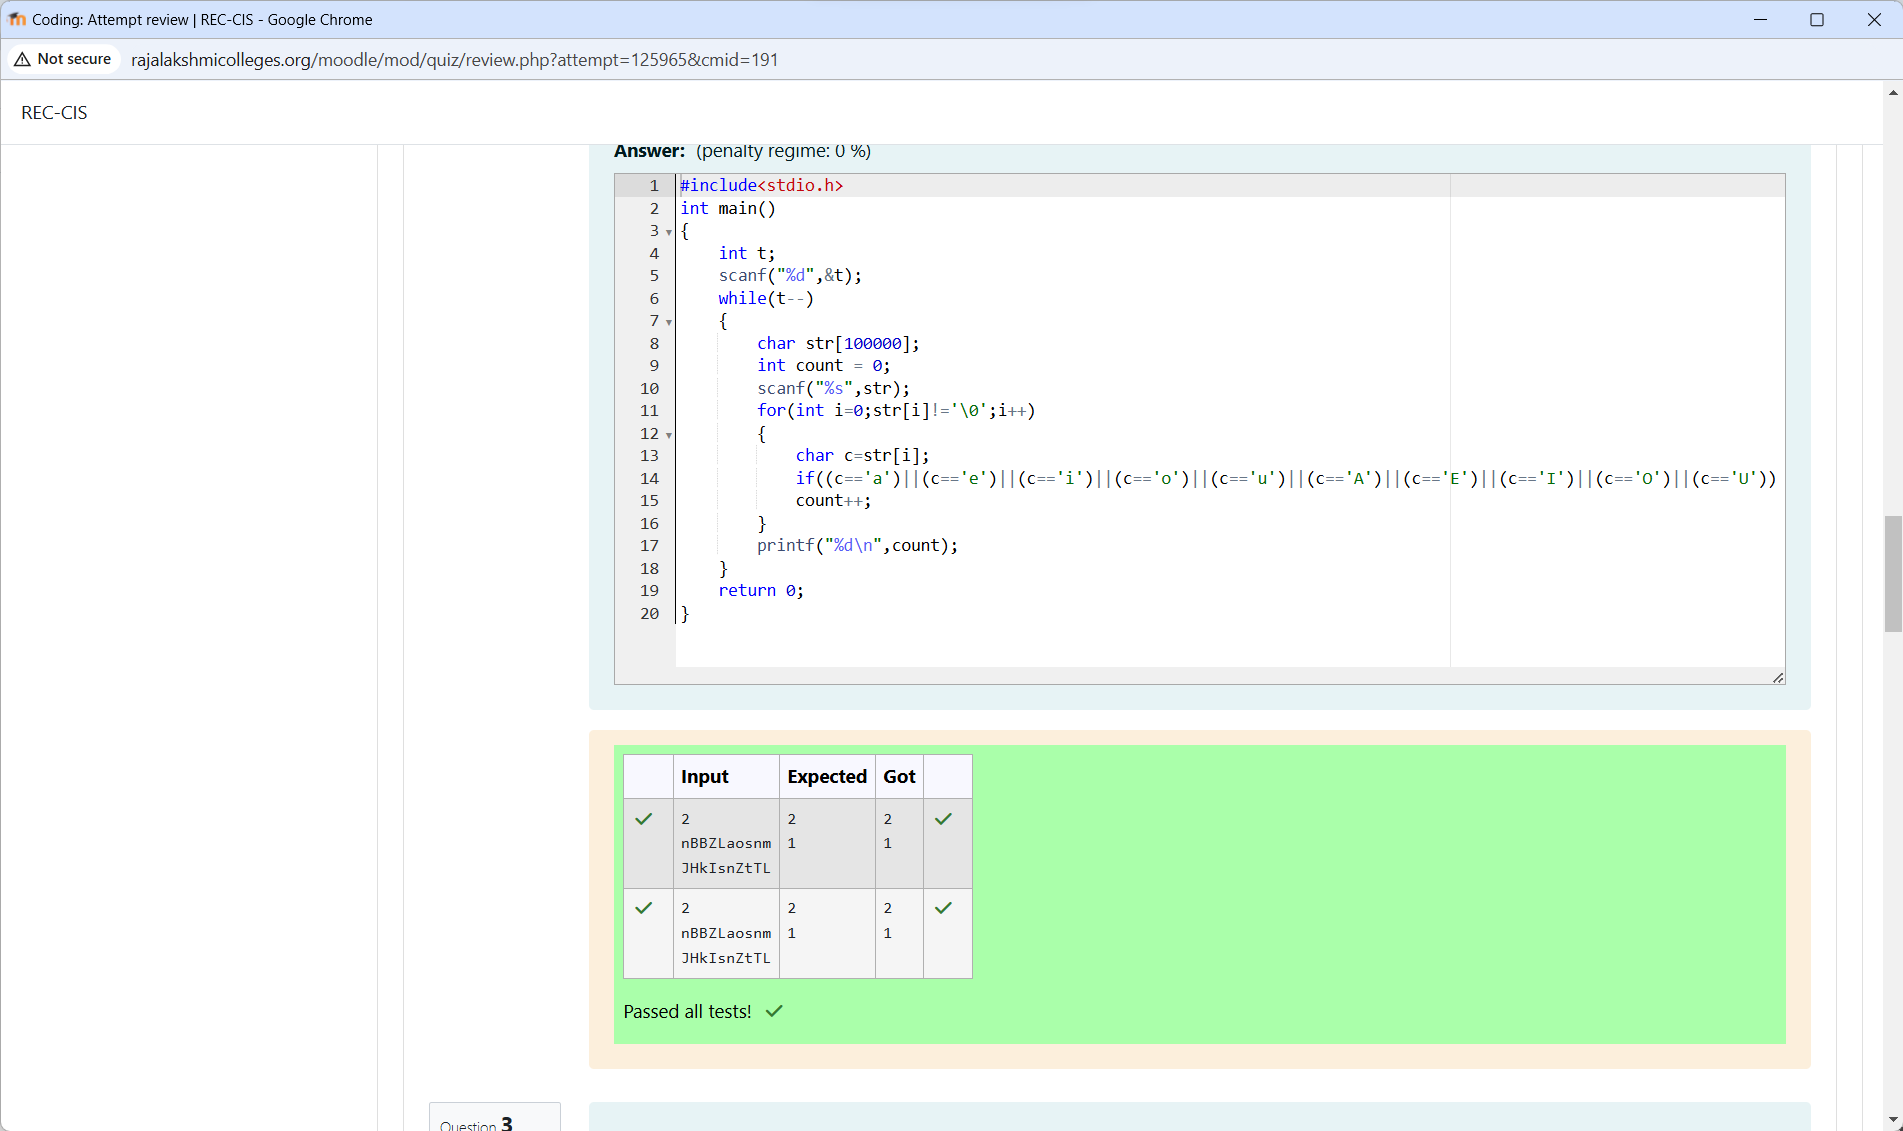 Coding: Attempt review | REC-CIS - Google Chrome
Not secure rajalakshmicolleges.org/moodle/mod/quiz/review.php?attempt=125965&cmid=191
REC-CIS
Answer: (penalty regime: 0 %)
1 #include<stdio.h>
2 int main()
3 {
4 int t;
5 scanf("%d",&t);
6 while(t--)
7 {
8 char str[100000];
9 int count = 0;
10 scanf("%s",str);
11 for(int i=0;str[i]!='\0';i++)
12 {
13 char c=str[i];
14 if((c=='a')||(c=='e')||(c=='i')||(c=='o')||(c=='u')||(c=='A')||(c=='E')||(c=='I')||(c=='O')||(c=='U'))
15 count++;
16 }
17 printf("%d\n",count);
18 }
19 return 0;
20 }
Input Expected Got
2 2 2
nBBZLaosnm 1 1
JHkIsnZtTL
2 2 2
nBBZLaosnm 1 1
JHkIsnZtTL
Passed all tests!
Question 3